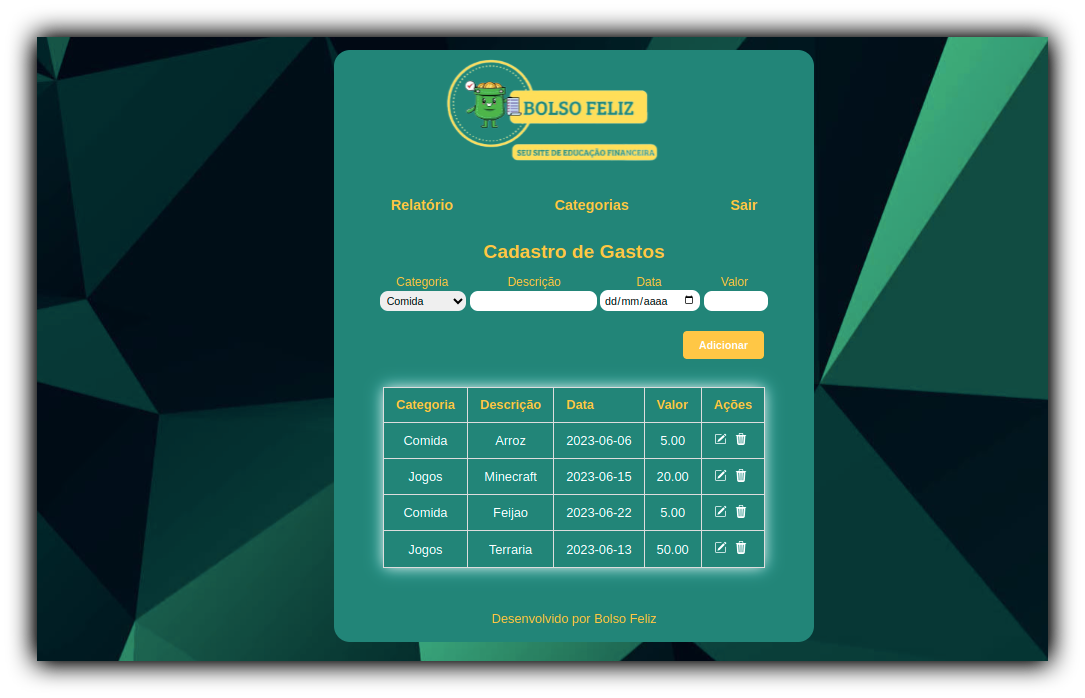 BOLSO FELIZ
SEU SITE DE EDUCAÇÃO FINANCEIRA
Relatório Categorias Sair
Cadastro de Gastos
Categoria Descrição Data Valor
Comida dd/mm/aaaa
Adicionar
Categoria Descrição Data Valor Ações
Comida Arroz 2023-06-06 5.00
Jogos Minecraft 2023-06-15 20.00
Comida Feijao 2023-06-22 5.00
Jogos Terraria 2023-06-13 50.00
Desenvolvido por Bolso Feliz